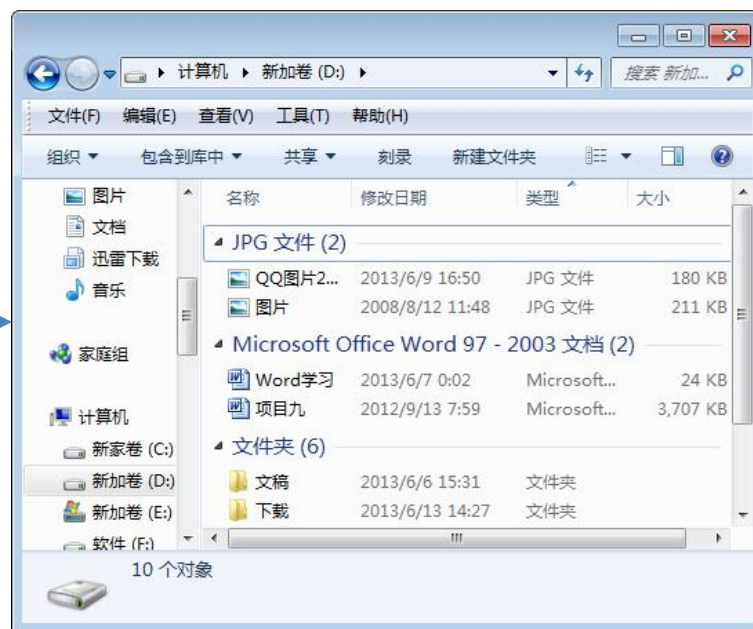 计算机 新加卷 (D:) 搜索 新加...
文件(F) 编辑(E) 查看(V) 工具(T) 帮助(H)
组织 包含到库中 共享 刻录 新建文件夹
图片
文档
迅雷下载
音乐
家庭组
计算机
新家卷 (C:)
新加卷 (D:)
新加卷 (E:)
软件 (F:)
名称 修改日期 类型 大小
JPG 文件 (2)
QQ图片2... 2013/6/9 16:50 JPG 文件 180 KB
图片 2008/8/12 11:48 JPG 文件 211 KB
Microsoft Office Word 97 - 2003 文档 (2)
Word学习 2013/6/7 0:02 Microsoft... 24 KB
项目九 2012/9/13 7:59 Microsoft... 3,707 KB
文件夹 (6)
文稿 2013/6/6 15:31 文件夹
下载 2013/6/13 14:27 文件夹
10 个对象